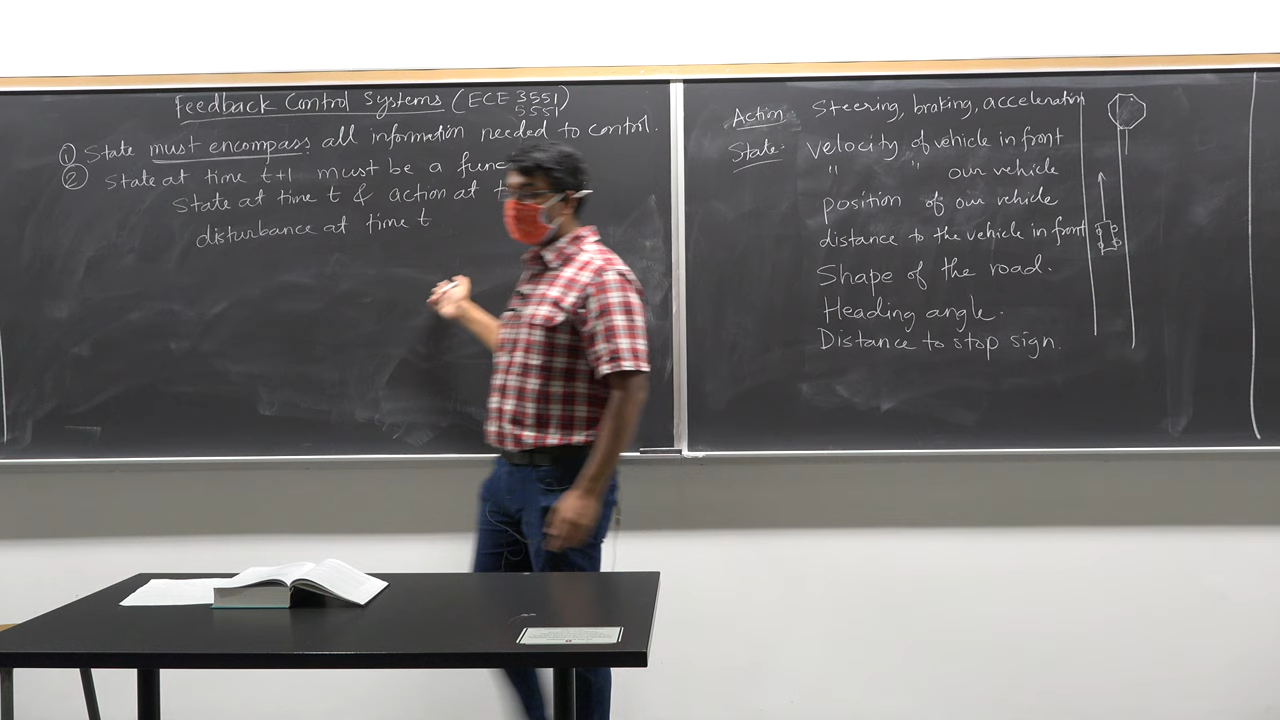 Feedback Control Systems (ECE 3551)
5551
① State must encompass all information needed to control.
② State at time t+1 must be a func
State at time t & action at t
disturbance at time t
Action: Steering, braking, acceleration
State: Velocity of vehicle in front
" " our vehicle
position of our vehicle
distance to the vehicle in front
Shape of the road.
Heading angle.
Distance to stop sign.